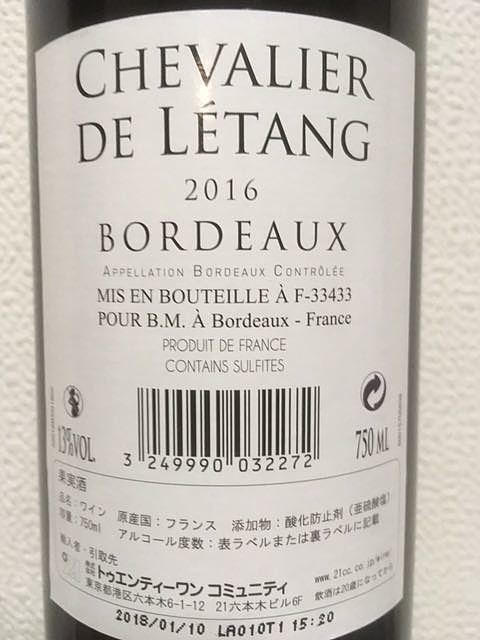 CHEVALIER
DE LÉTANG
2016
BORDEAUX
APPELLATION BORDEAUX CONTRÔLÉE
MIS EN BOUTEILLE À F-33433
POUR B.M. À Bordeaux - France
PRODUIT DE FRANCE
CONTAINS SULFITES
13%VOL.
750 ML
3 249990 032272
果実酒
品名:ワイン 原産国:フランス 添加物:酸化防止剤(亜硫酸塩)
容量:750ml アルコール度数:表ラベルまたは裏ラベルに記載
輸入者・引取先
株式会社 トゥエンティーワン コミュニティ
東京都港区六本木6-1-12 21六本木ビル6F
飲酒は20歳になってから
2018/01/10 LA010T1 15:20